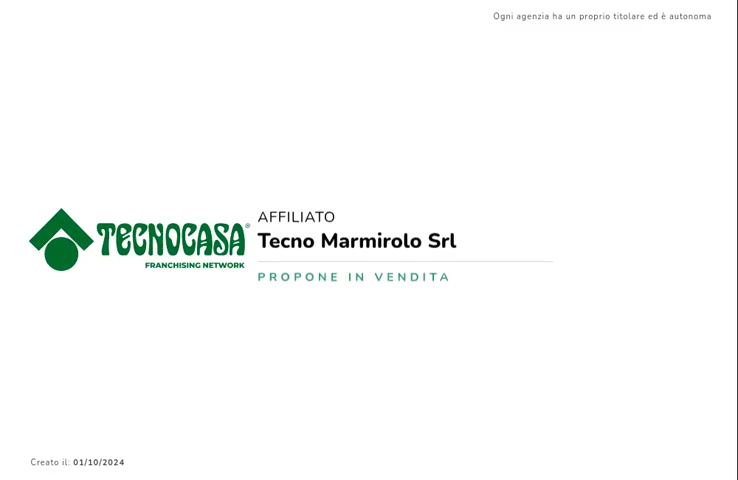 Ogni agenzia ha un proprio titolare ed è autonoma
AFFILIATO
TECNOCASA®
Tecno Marmirolo Srl
FRANCHISING NETWORK
PROPONE IN VENDITA
Creato il: 01/10/2024